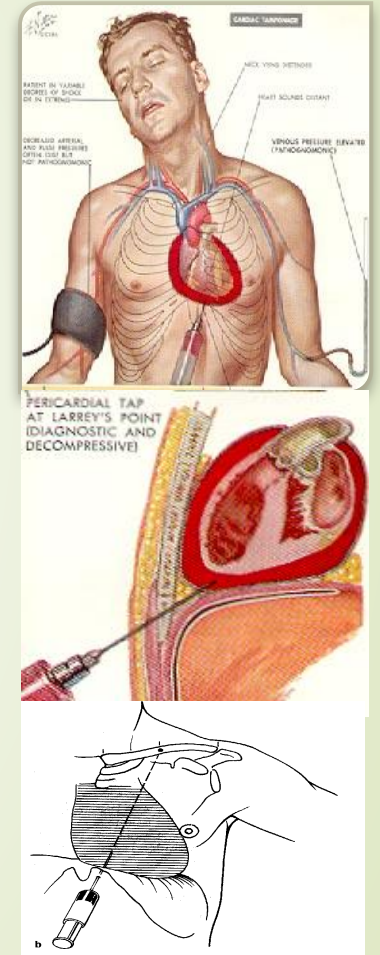 CARDIAC TAMPONADE
NECK VEINS DISTENDED
HEART SOUNDS DISTANT
PATIENT IN VARIABLE
DEGREES OF SHOCK
OR IN EXTREMIS
DECREASED ARTERIAL
AND PULSE PRESSURES
OFTEN EXIST BUT
NOT PATHOGNOMONIC
VENOUS PRESSURE ELEVATED
(PATHOGNOMONIC)
PERICARDIAL TAP
AT LARREY'S POINT
(DIAGNOSTIC AND
DECOMPRESSIVE)
b